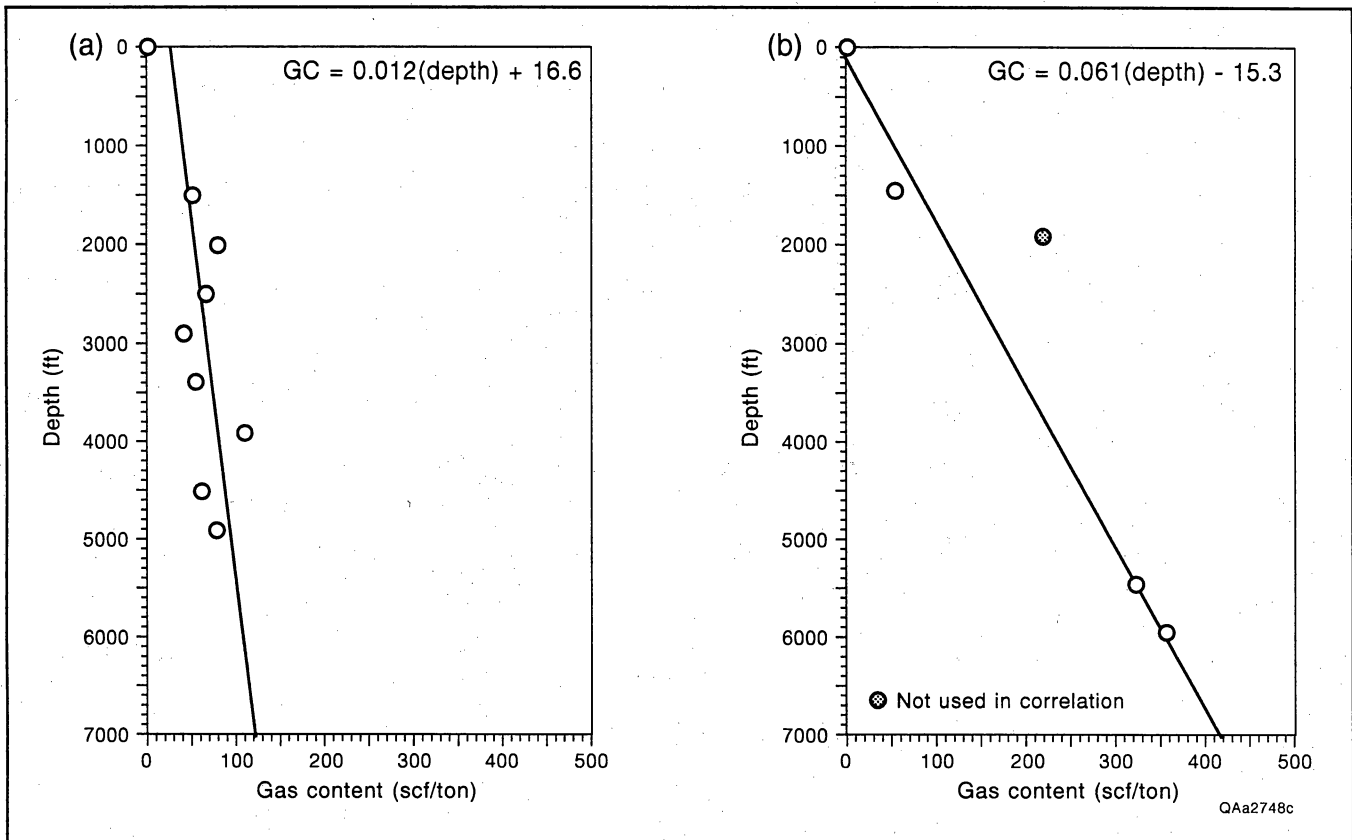 (a)
GC = 0.012(depth) + 16.6
0
1000
2000
3000
4000
5000
6000
7000
Depth (ft)
0 100 200 300 400 500
Gas content (scf/ton)
(b)
GC = 0.061(depth) - 15.3
0
1000
2000
3000
4000
5000
6000
7000
Depth (ft)
Not used in correlation
0 100 200 300 400 500
Gas content (scf/ton)
QAa2748c